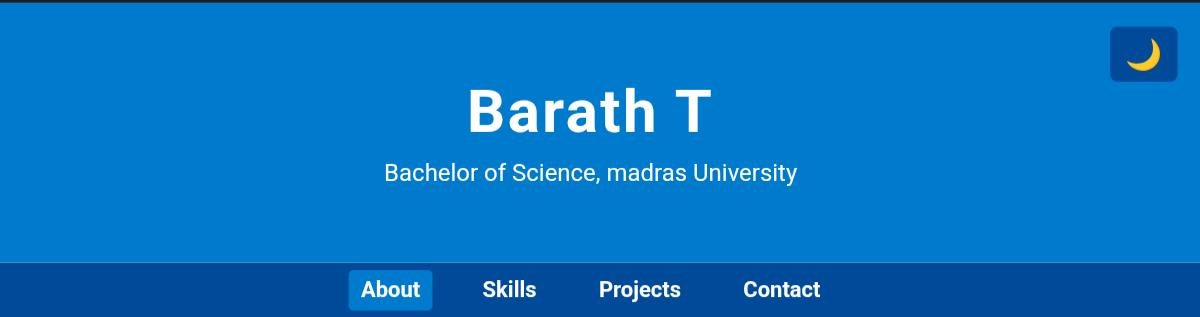 Barath T
Bachelor of Science, madras University
About Skills Projects Contact